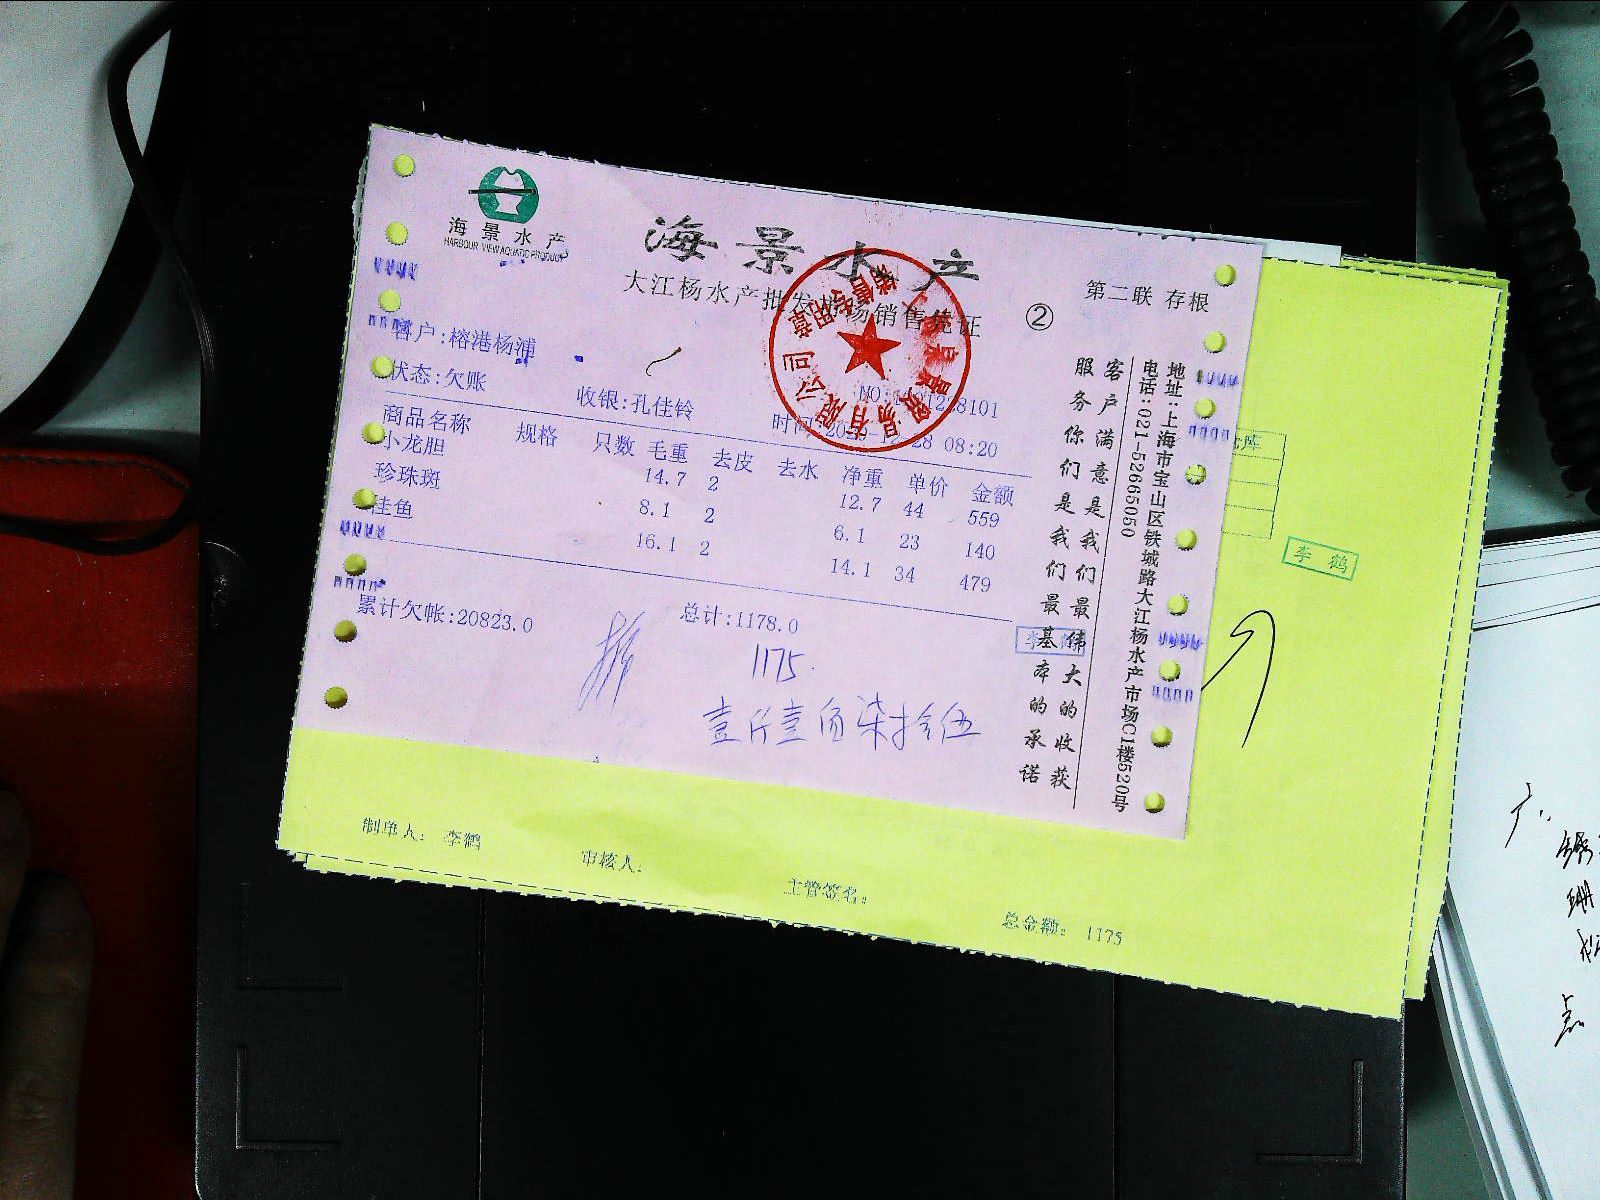 海景水产
HARBOUR VIEW AQUATIC PRODUCT
海景水产
大江杨水产批发市场销售凭证
②
第二联 存根
客户:榕港杨浦
状态:欠账
收银:孔佳铃
NO:
228101
时间:
28 08:20
商品名称 规格 只数 毛重 去皮 去水 净重 单价 金额
小龙胆 14.7 2 12.7 44 559
珍珠斑 8.1 2 6.1 23 140
桂鱼 16.1 2 14.1 34 479
累计欠帐:20823.0
总计:1178.0
1175
壹仟壹佰柒拾伍
客户满意是我们最伟大的收获
服务你们是我们最基本的承诺
地址:上海市宝山区铁城路大江杨水产市场C1楼520号
电话:021-52665050
李鹤
制单人: 李鹤
审核人:
主管签名:
总金额: 1175